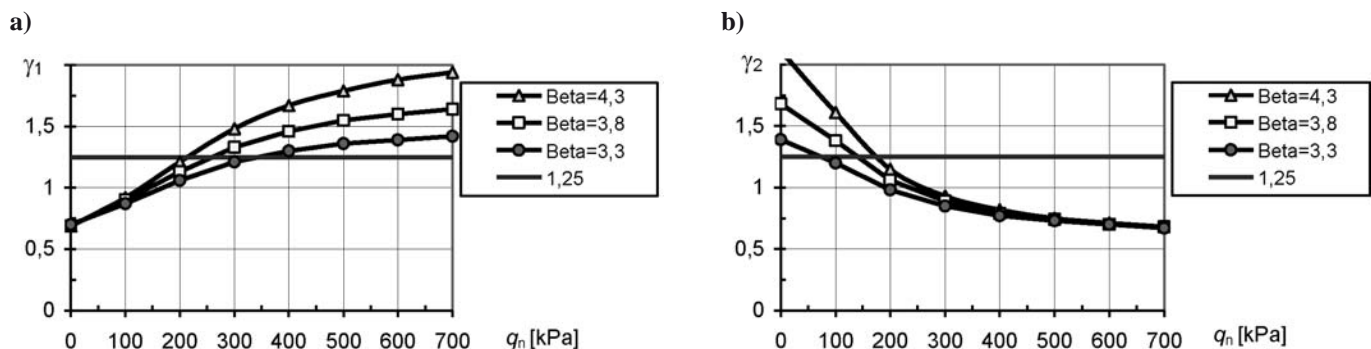 a)
γ1
1,5
1
0,5
0
0 100 200 300 400 500 600 700
qn [kPa]
Beta=4,3
Beta=3,8
Beta=3,3
1,25
b)
γ2
1,5
1
0,5
0
0 100 200 300 400 500 600 700
qn [kPa]
Beta=4,3
Beta=3,8
Beta=3,3
1,25